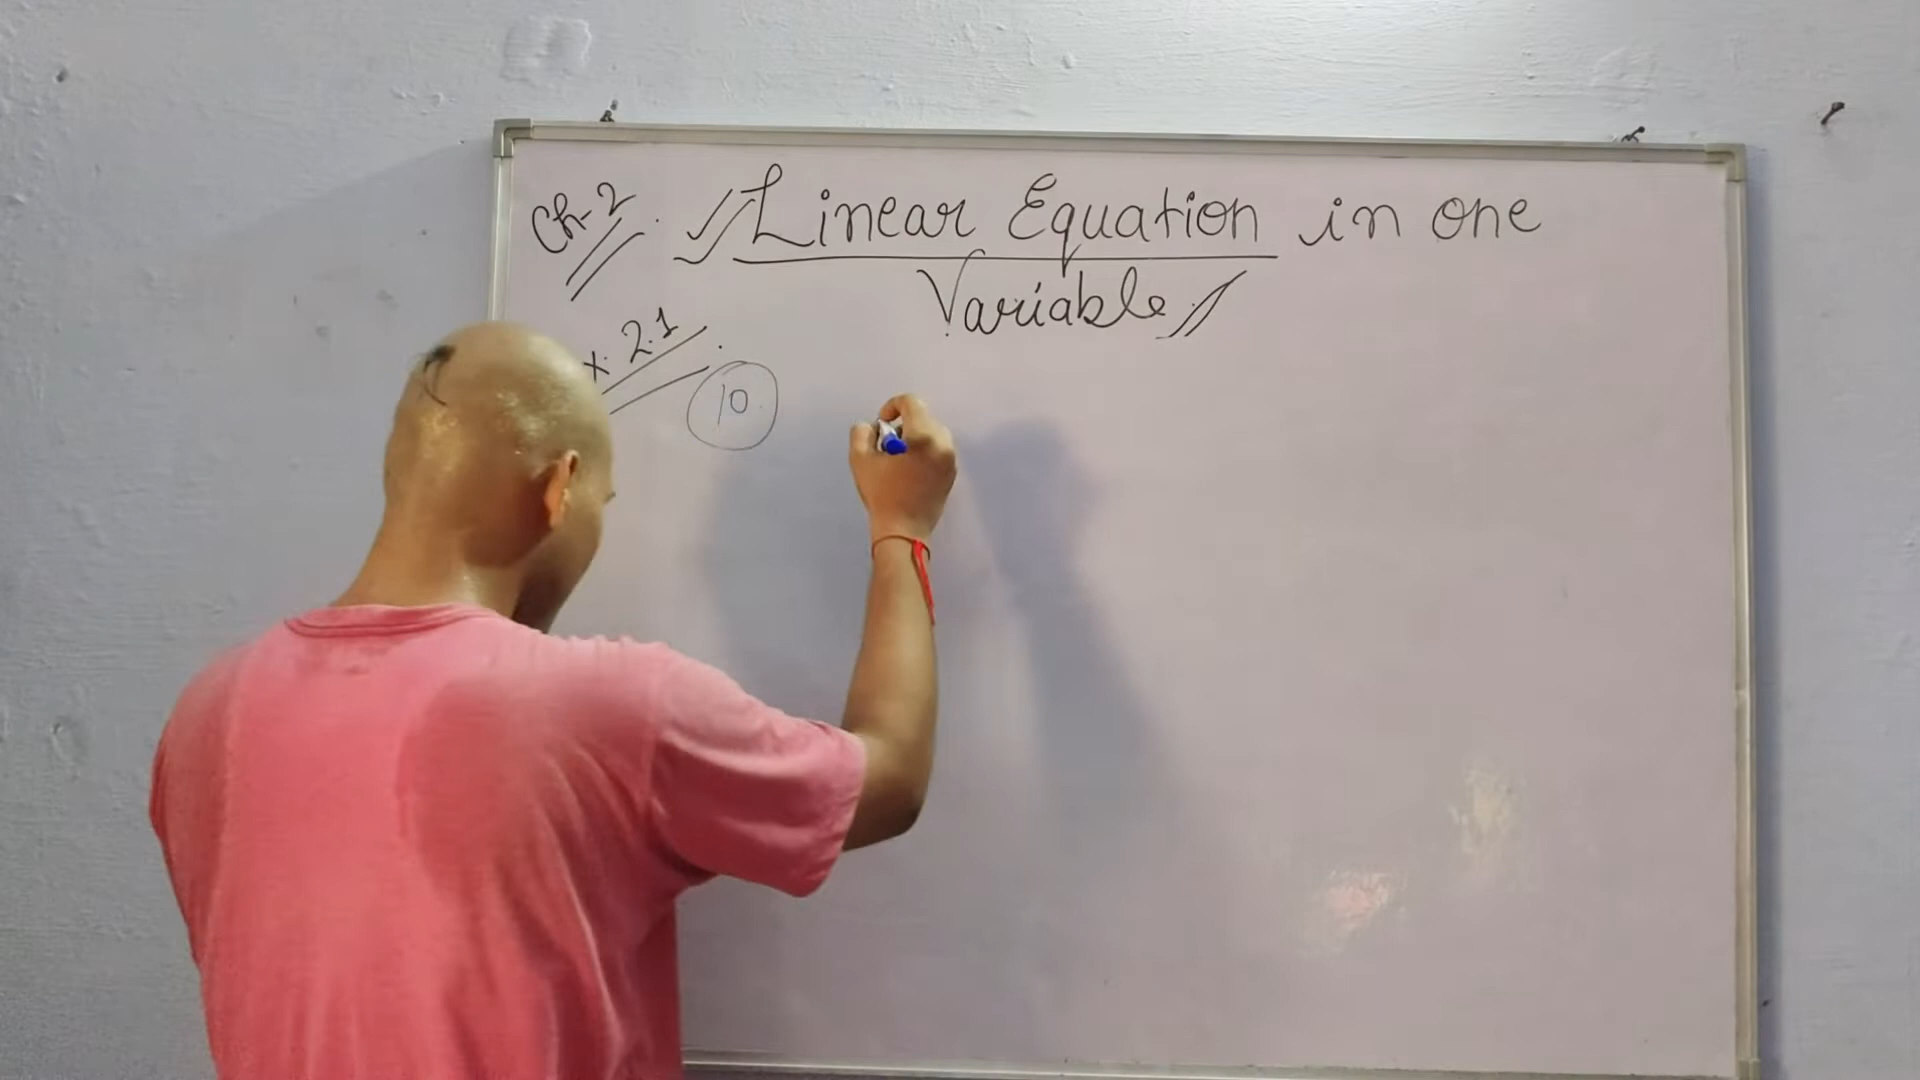 Ch-2
Linear Equation in one
Variable
x. 2.1
10